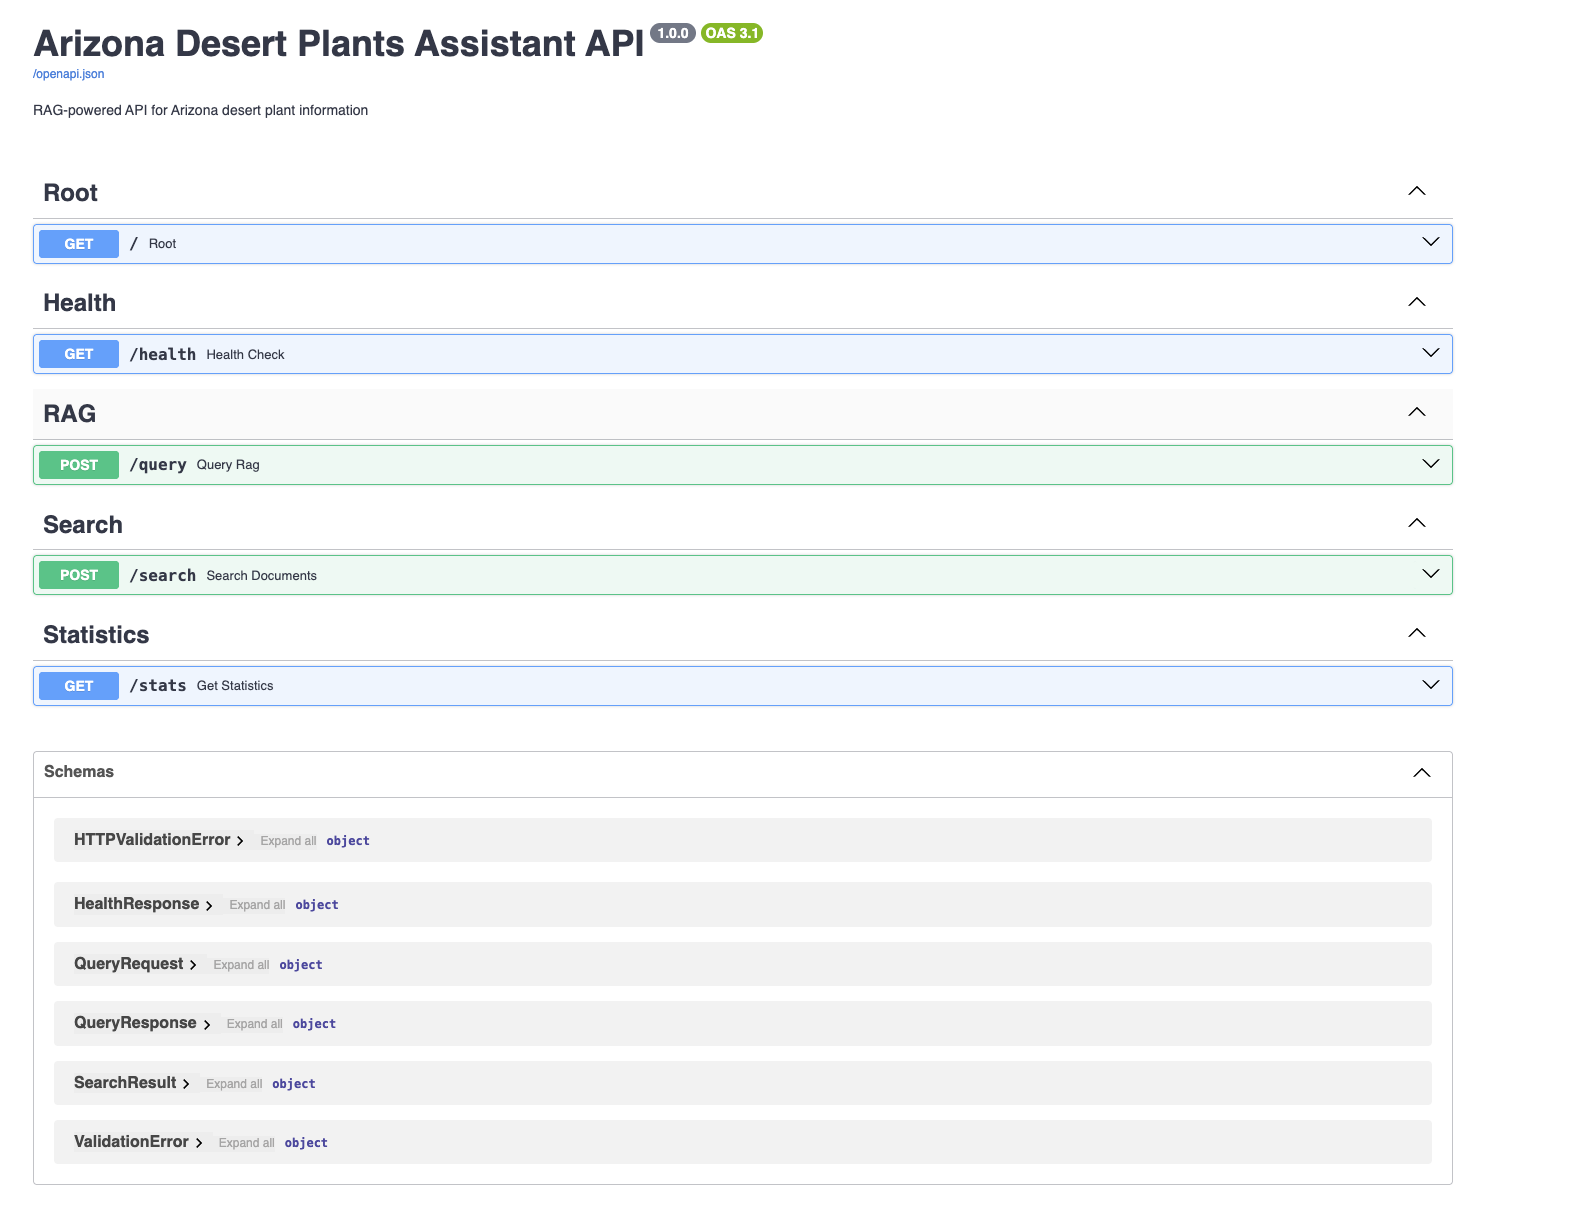 Arizona Desert Plants Assistant API 1.0.0 OAS 3.1
/openapi.json
RAG-powered API for Arizona desert plant information
Root
GET / Root
Health
GET /health Health Check
RAG
POST /query Query Rag
Search
POST /search Search Documents
Statistics
GET /stats Get Statistics
Schemas
HTTPValidationError Expand all object
HealthResponse Expand all object
QueryRequest Expand all object
QueryResponse Expand all object
SearchResult Expand all object
ValidationError Expand all object